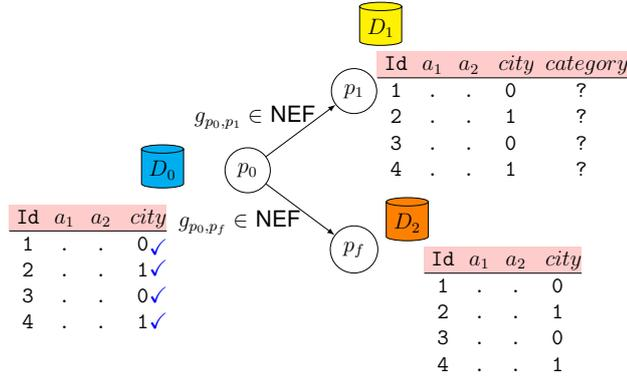 D₁
Id a₁ a₂ city category
1 . . 0 ?
2 . . 1 ?
3 . . 0 ?
4 . . 1 ?
p₁
g_{p₀,p₁} ∈ NEF
D₀
p₀
g_{p₀,p_f} ∈ NEF
Id a₁ a₂ city
1 . . 0✓
2 . . 1✓
3 . . 0✓
4 . . 1✓
D₂
p_f
Id a₁ a₂ city
1 . . 0
2 . . 1
3 . . 0
4 . . 1